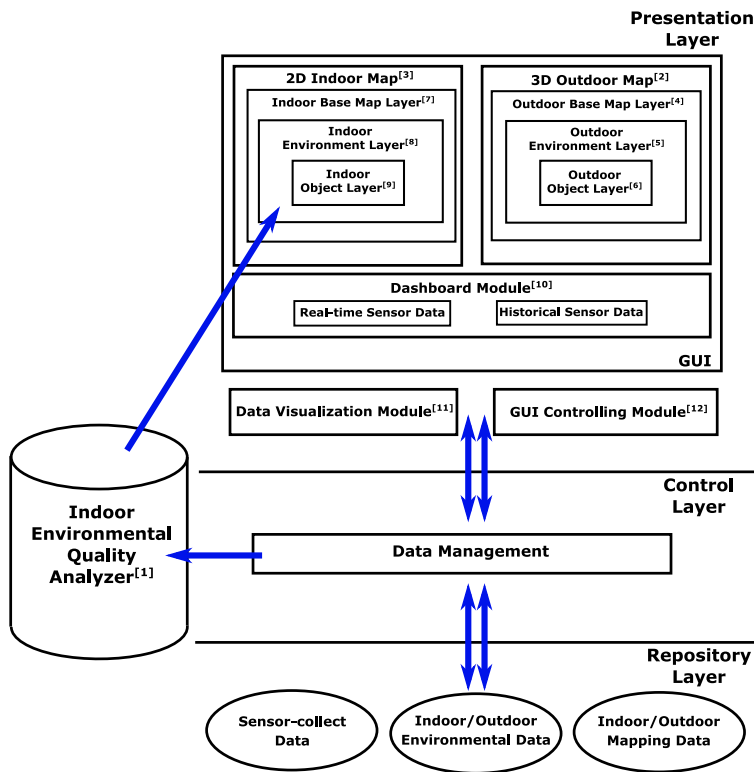 Presentation
Layer
2D Indoor Map[3]
Indoor Base Map Layer[7]
Indoor
Environment Layer[8]
Indoor
Object Layer[9]
3D Outdoor Map[2]
Outdoor Base Map Layer[4]
Outdoor
Environment Layer[5]
Outdoor
Object Layer[6]
Dashboard Module[10]
Real-time Sensor Data
Historical Sensor Data
GUI
Data Visualization Module[11]
GUI Controlling Module[12]
Control
Layer
Indoor
Environmental
Quality
Analyzer[1]
Data Management
Repository
Layer
Sensor-collect
Data
Indoor/Outdoor
Environmental Data
Indoor/Outdoor
Mapping Data